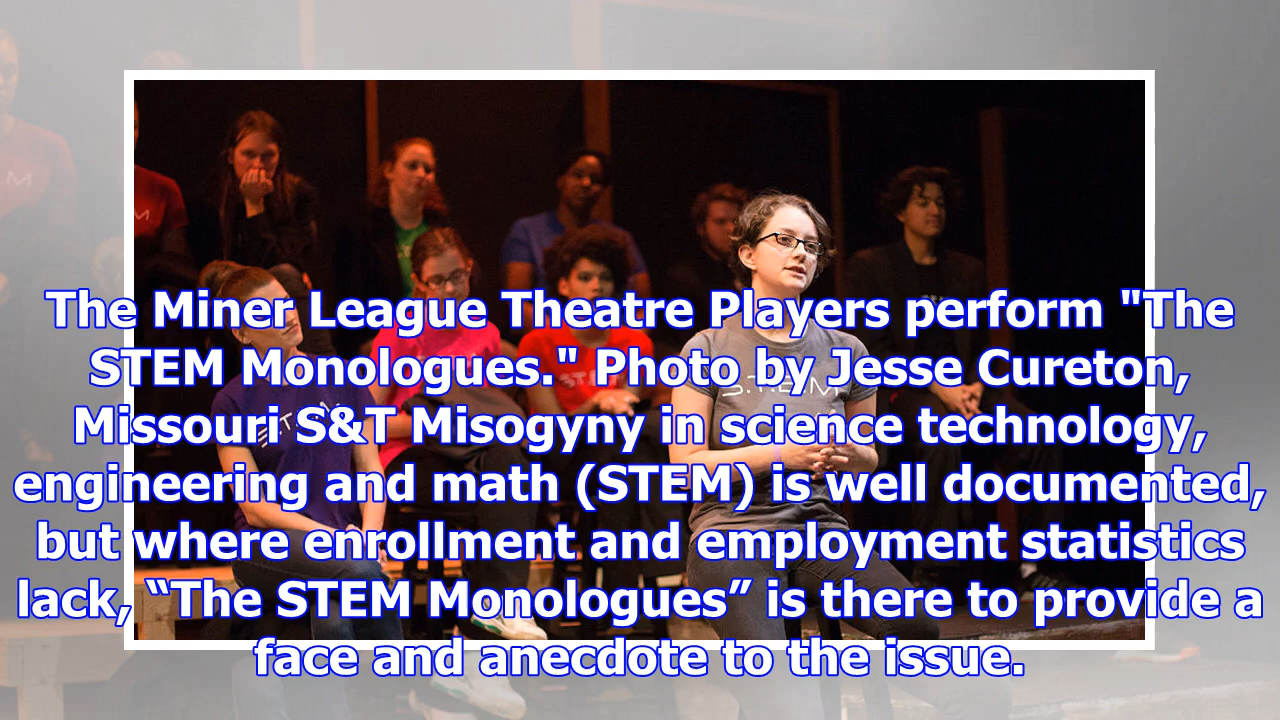 The Miner League Theatre Players perform "The
STEM Monologues." Photo by Jesse Cureton,
Missouri S&T Misogyny in science technology,
engineering and math (STEM) is well documented,
but where enrollment and employment statistics
lack, “The STEM Monologues” is there to provide a
face and anecdote to the issue.